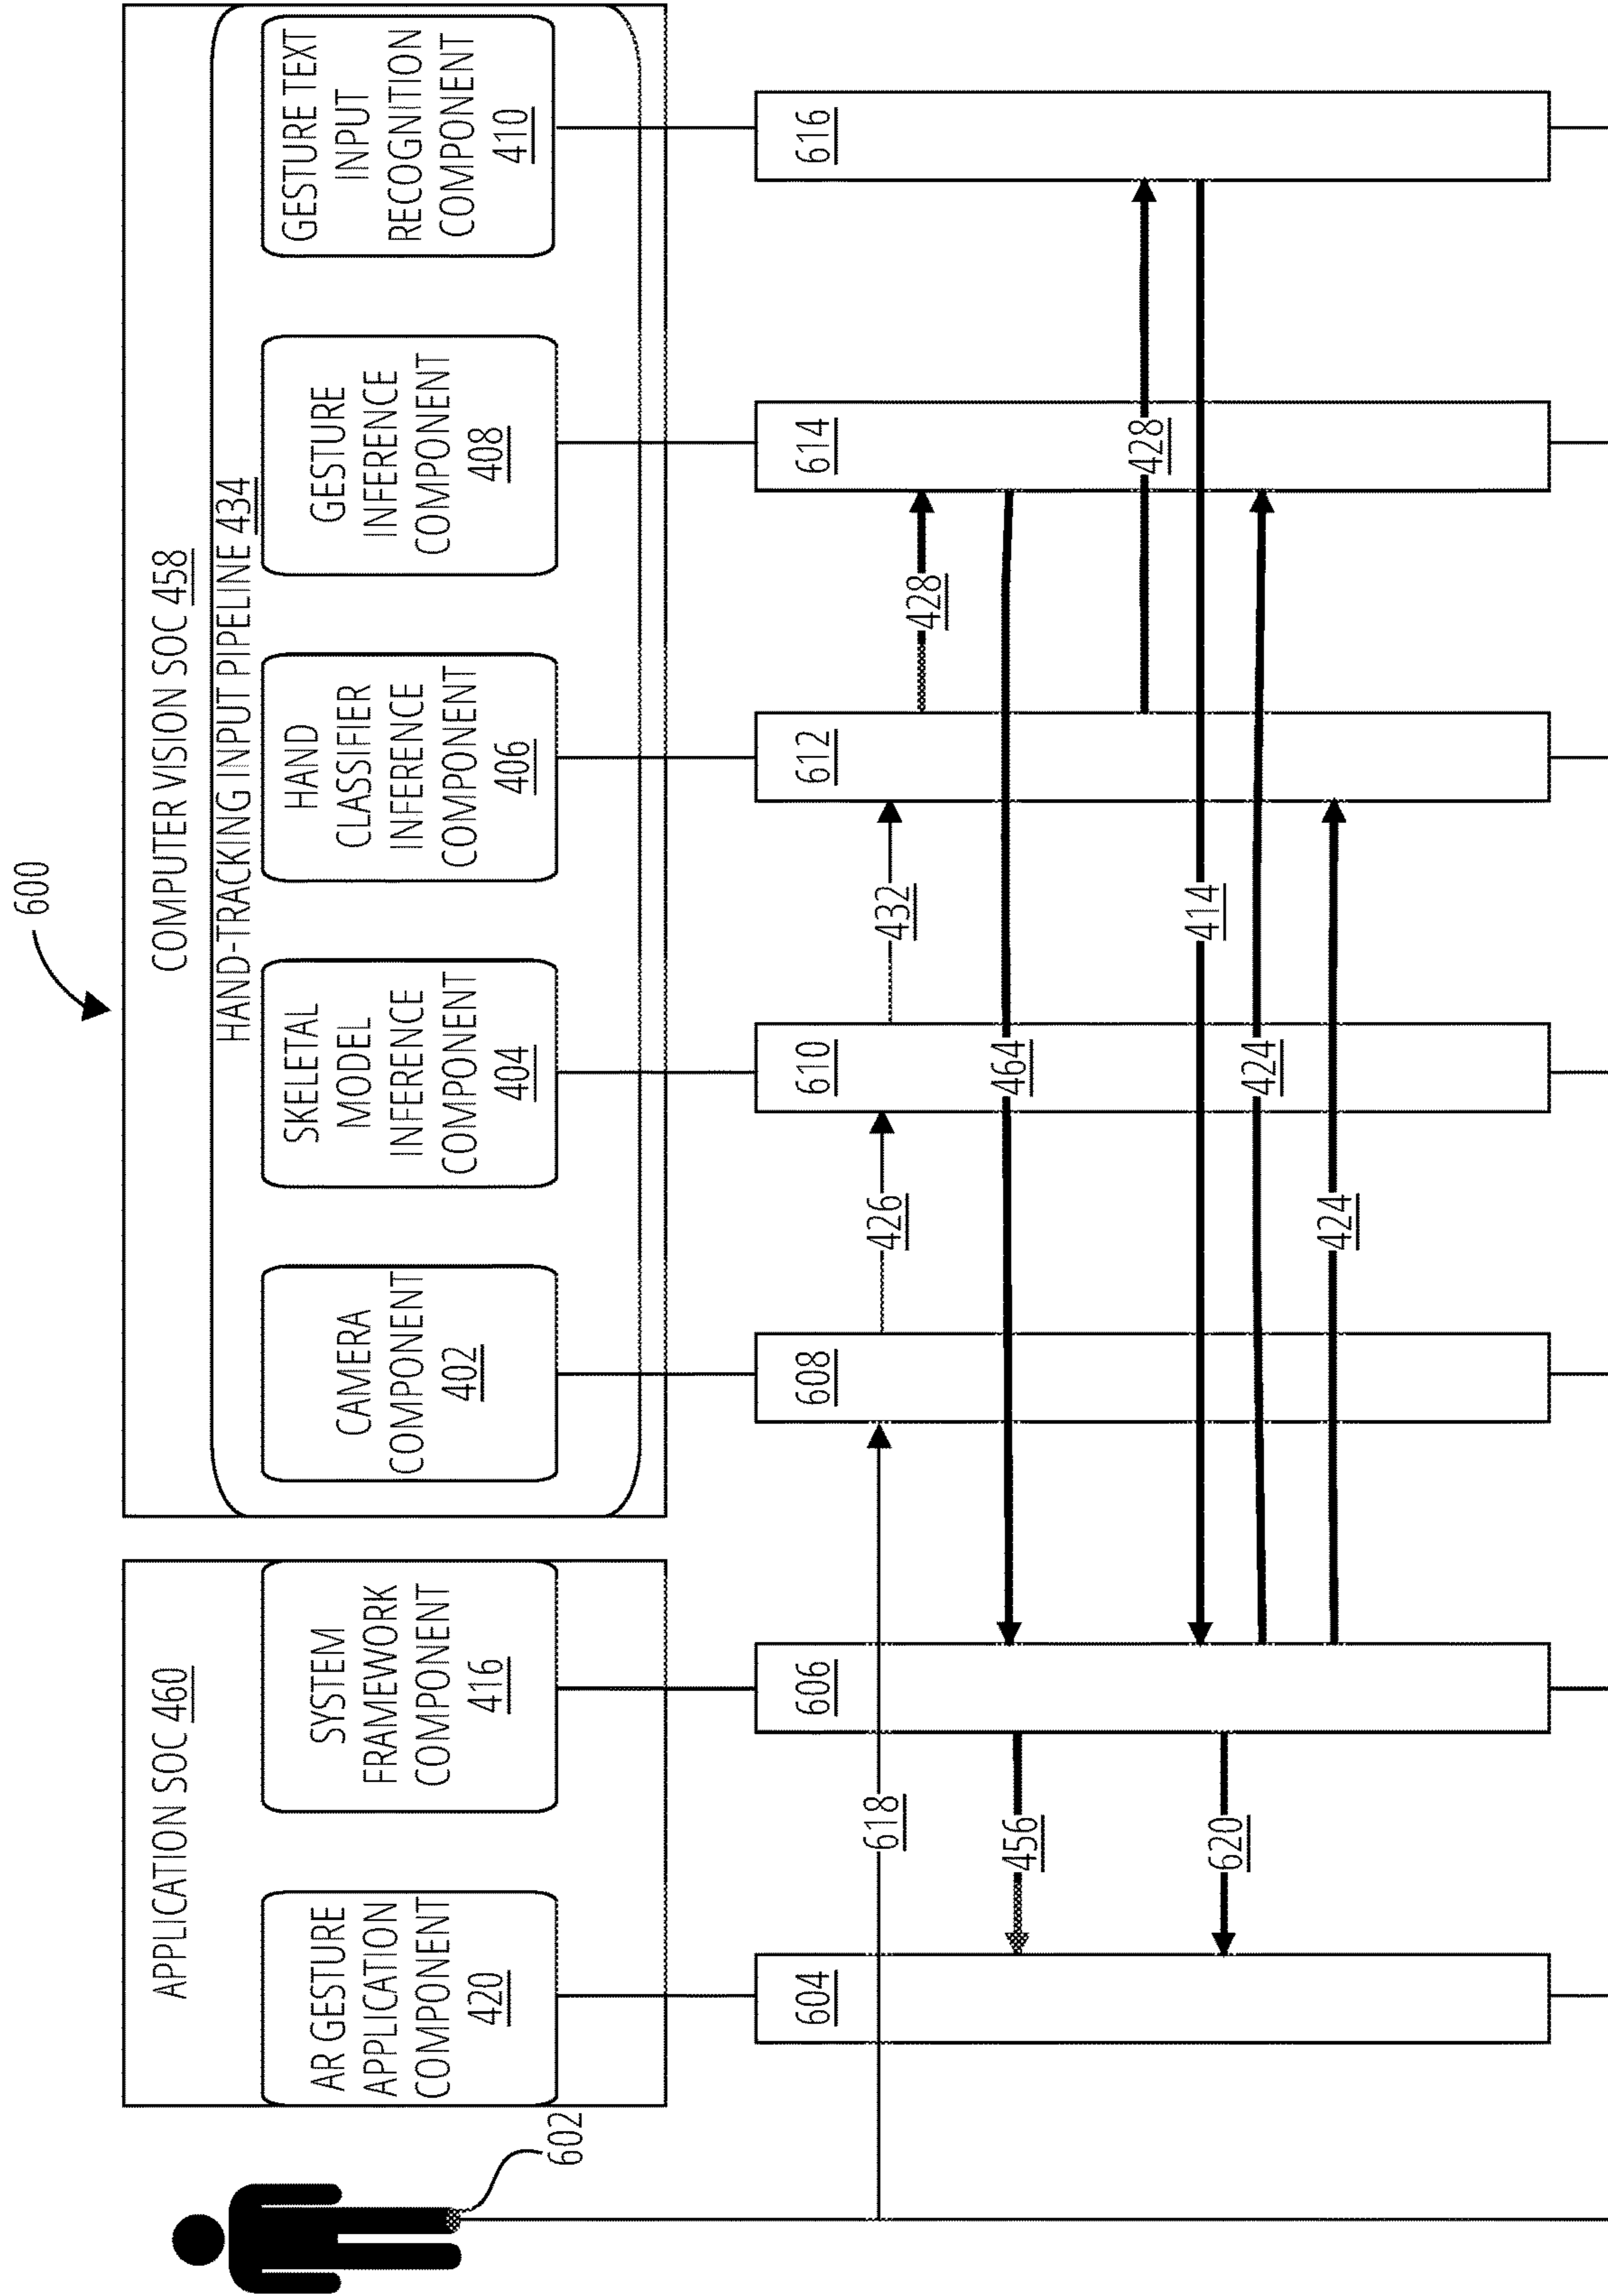 600
APPLICATION SOC 460
COMPUTER VISION SOC 458
HAND-TRACKING INPUT PIPELINE 434
602
AR GESTURE
APPLICATION
COMPONENT
420
SYSTEM
FRAMEWORK
COMPONENT
416
CAMERA
COMPONENT
402
SKELETAL
MODEL
INFERENCE
COMPONENT
404
HAND
CLASSIFIER
INFERENCE
COMPONENT
406
GESTURE
INFERENCE
COMPONENT
408
GESTURE TEXT
INPUT
RECOGNITION
COMPONENT
410
604
606
608
610
612
614
616
618
426
432
428
464
456
428
414
620
424
424